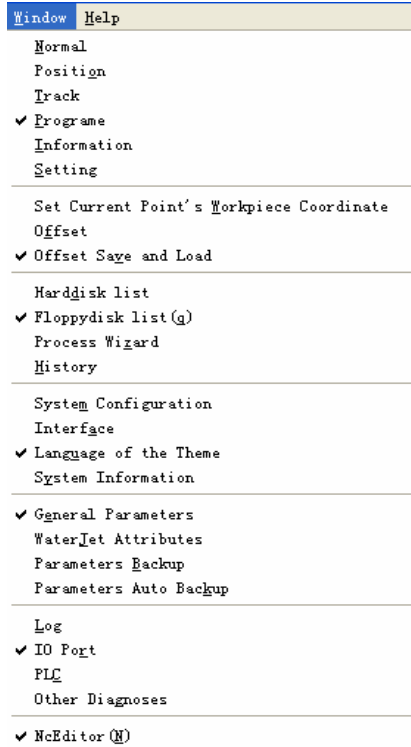 Window Help
Normal
Position
Track
Programe
Information
Setting
Set Current Point's Workpiece Coordinate
Offset
Offset Save and Load
Harddisk list
Floppydisk list(q)
Process Wizard
History
System Configuration
Interface
Language of the Theme
System Information
General Parameters
WaterJet Attributes
Parameters Backup
Parameters Auto Backup
Log
IO Port
PLC
Other Diagnoses
NcEditor(N)